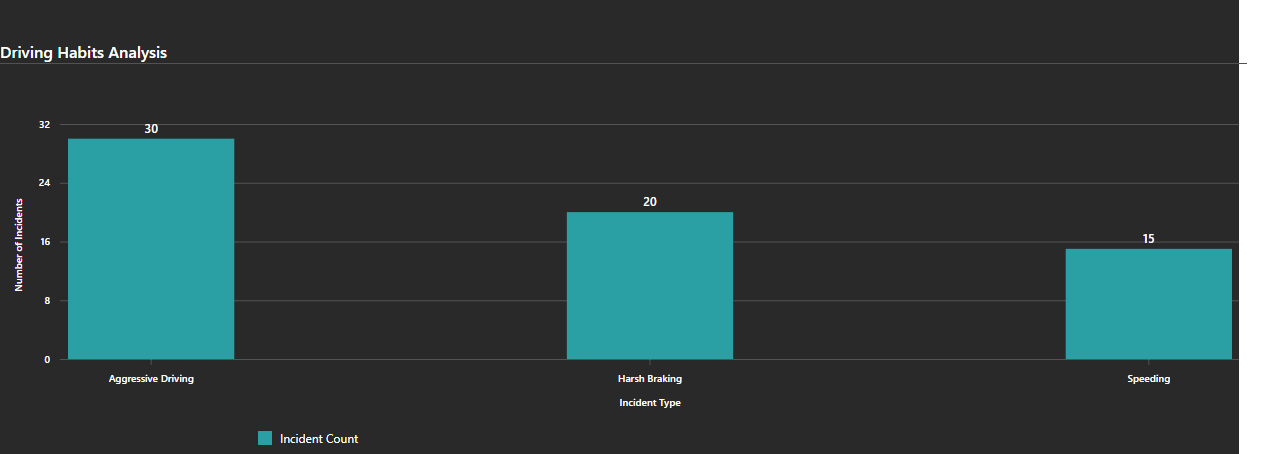 Driving Habits Analysis
32
30
24
20
Number of Incidents
16
15
8
0
Aggressive Driving
Harsh Braking
Speeding
Incident Type
Incident Count